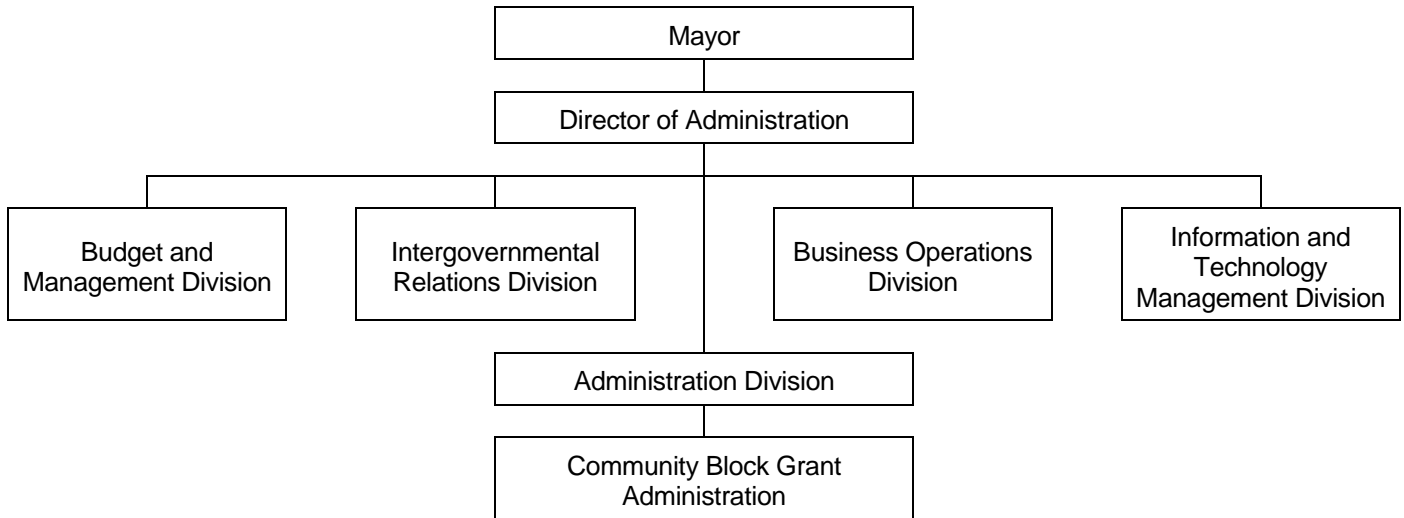 Mayor
Director of Administration
Budget and
Management Division
Intergovernmental
Relations Division
Business Operations
Division
Information and
Technology
Management Division
Administration Division
Community Block Grant
Administration